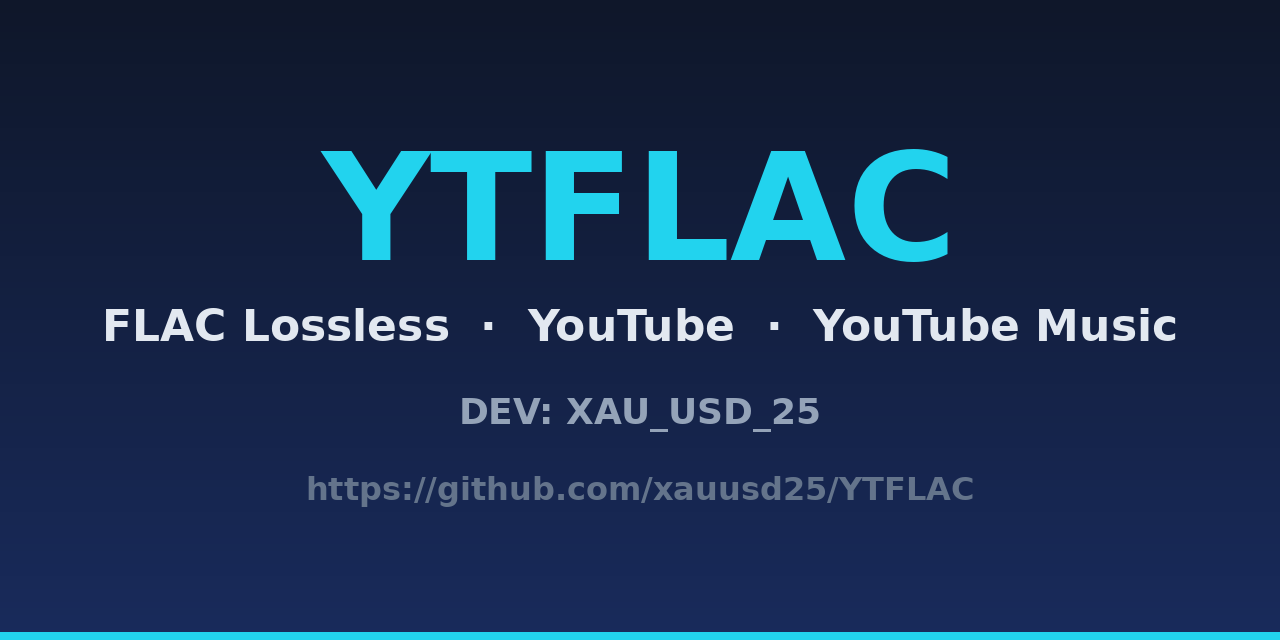 YTFLAC
FLAC Lossless · YouTube · YouTube Music
DEV: XAU_USD_25
https://github.com/xauusd25/YTFLAC